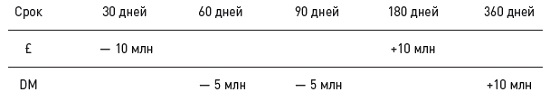 Срок 30 дней 60 дней 90 дней 180 дней 360 дней
£ — 10 млн +10 млн
DM — 5 млн — 5 млн +10 млн